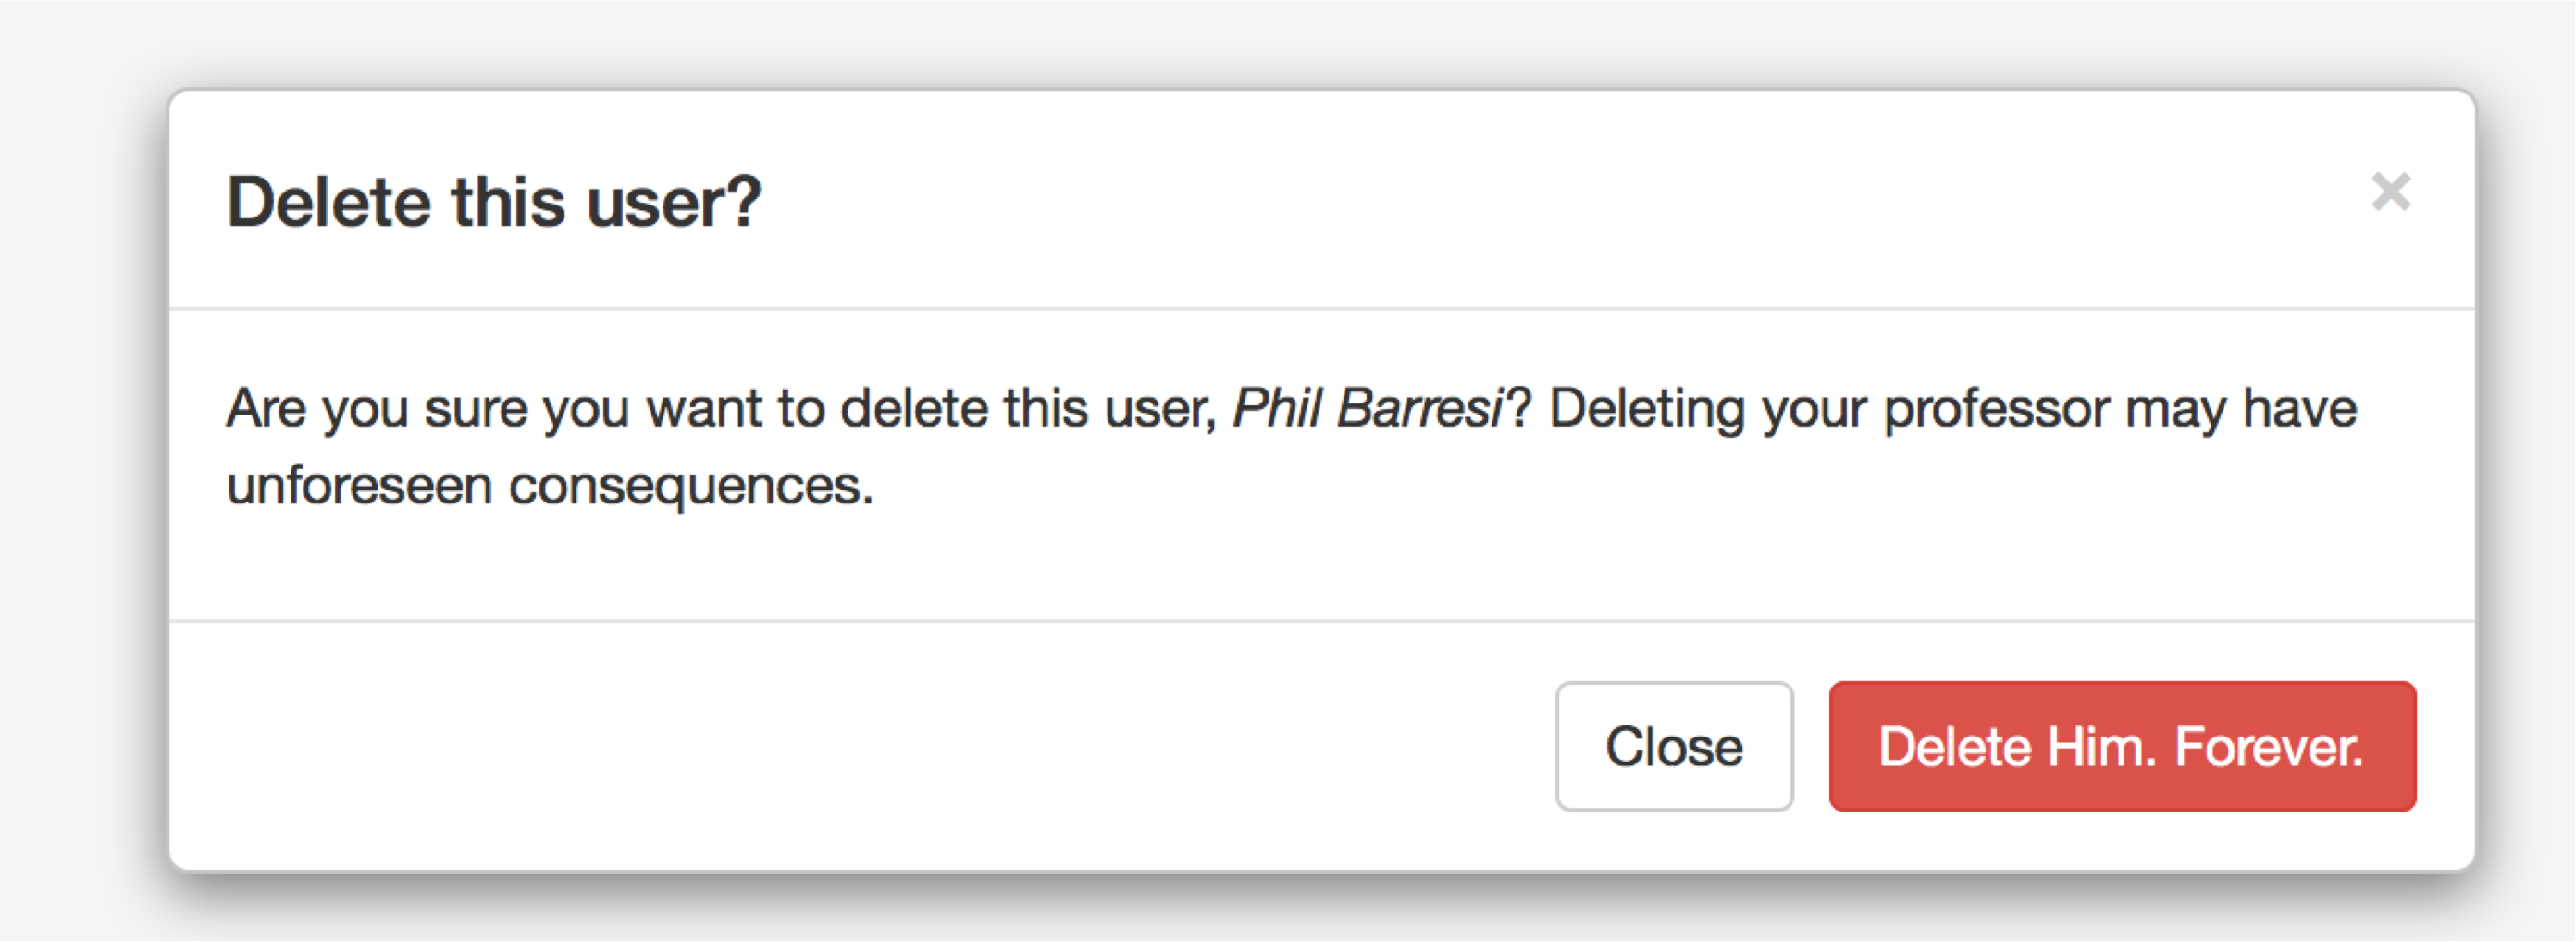 Delete this user?
×
Are you sure you want to delete this user, Phil Barresi? Deleting your professor may have
unforeseen consequences.
Close
Delete Him. Forever.